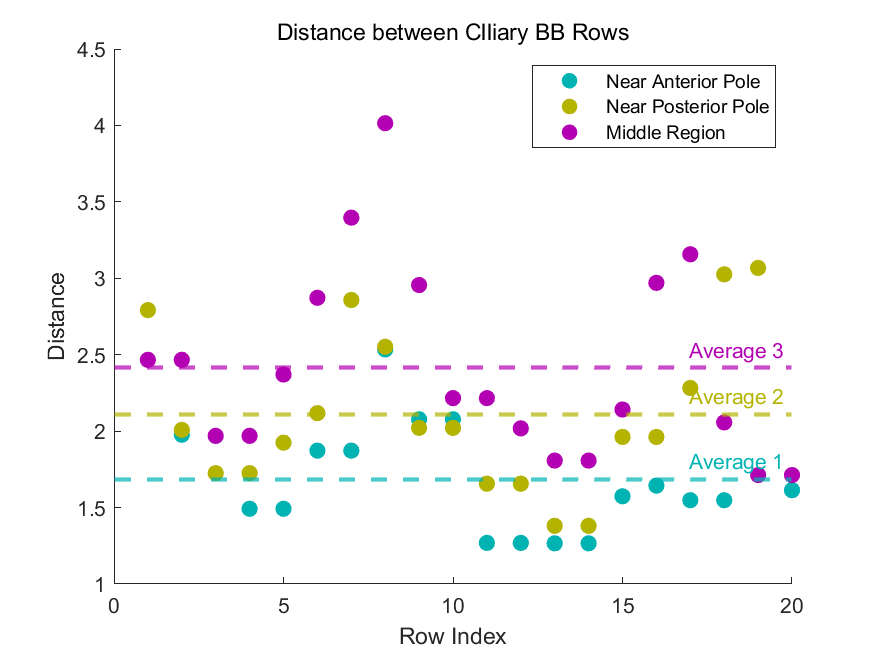 Distance between CIliary BB Rows
4.5
4
3.5
3
2.5
2
1.5
1
Distance
Near Anterior Pole
Near Posterior Pole
Middle Region
Average 3
Average 2
Average 1
0
5
10
15
20
Row Index